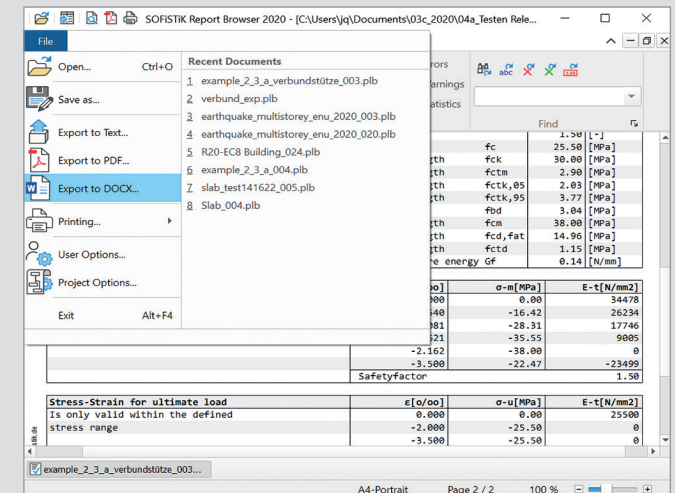 SOFiSTiK Report Browser 2020 - [C:\Users\jq\Documents\03c_2020\04a_Testen Rele...
File
Open... Ctrl+O
Save as...
Export to Text...
Export to PDF...
Export to DOCX...
Printing...
User Options...
Project Options...
Exit Alt+F4
Recent Documents
1 example_2_3_a_verbundstütze_003.plb
2 verbund_exp.plb
3 earthquake_multistorey_enu_2020_003.plb
4 earthquake_multistorey_enu_2020_020.plb
5 R20-EC8 Building_024.plb
6 example_2_3_a_004.plb
7 slab_test141622_005.plb
8 Slab_004.plb
rors
arnings
atistics
abc
Find
1.50 [-]
fc 25.50 [MPa]
gth fck 30.00 [MPa]
fctm 2.90 [MPa]
gth fctk,05 2.03 [MPa]
gth fctk,95 3.77 [MPa]
fbd 3.04 [MPa]
gth fcm 38.00 [MPa]
gth fcd,fat 14.96 [MPa]
gth fctd 1.15 [MPa]
re energy Gf 0.14 [N/mm]
oo] σ-m[MPa] E-t[N/mm2]
000 0.00 34478
540 -16.42 26234
081 -28.31 17746
621 -35.55 9005
-2.162 -38.00 0
-3.500 -22.47 -23499
Safetyfactor 1.50
Stress-Strain for ultimate load ε[o/oo] σ-u[MPa] E-t[N/mm2]
Is only valid within the defined 0.000 0.00 25500
stress range -2.000 -25.50 0
-3.500 -25.50 0
stik.de
example_2_3_a_verbundstütze_003...
A4-Portrait Page 2 / 2 100 %